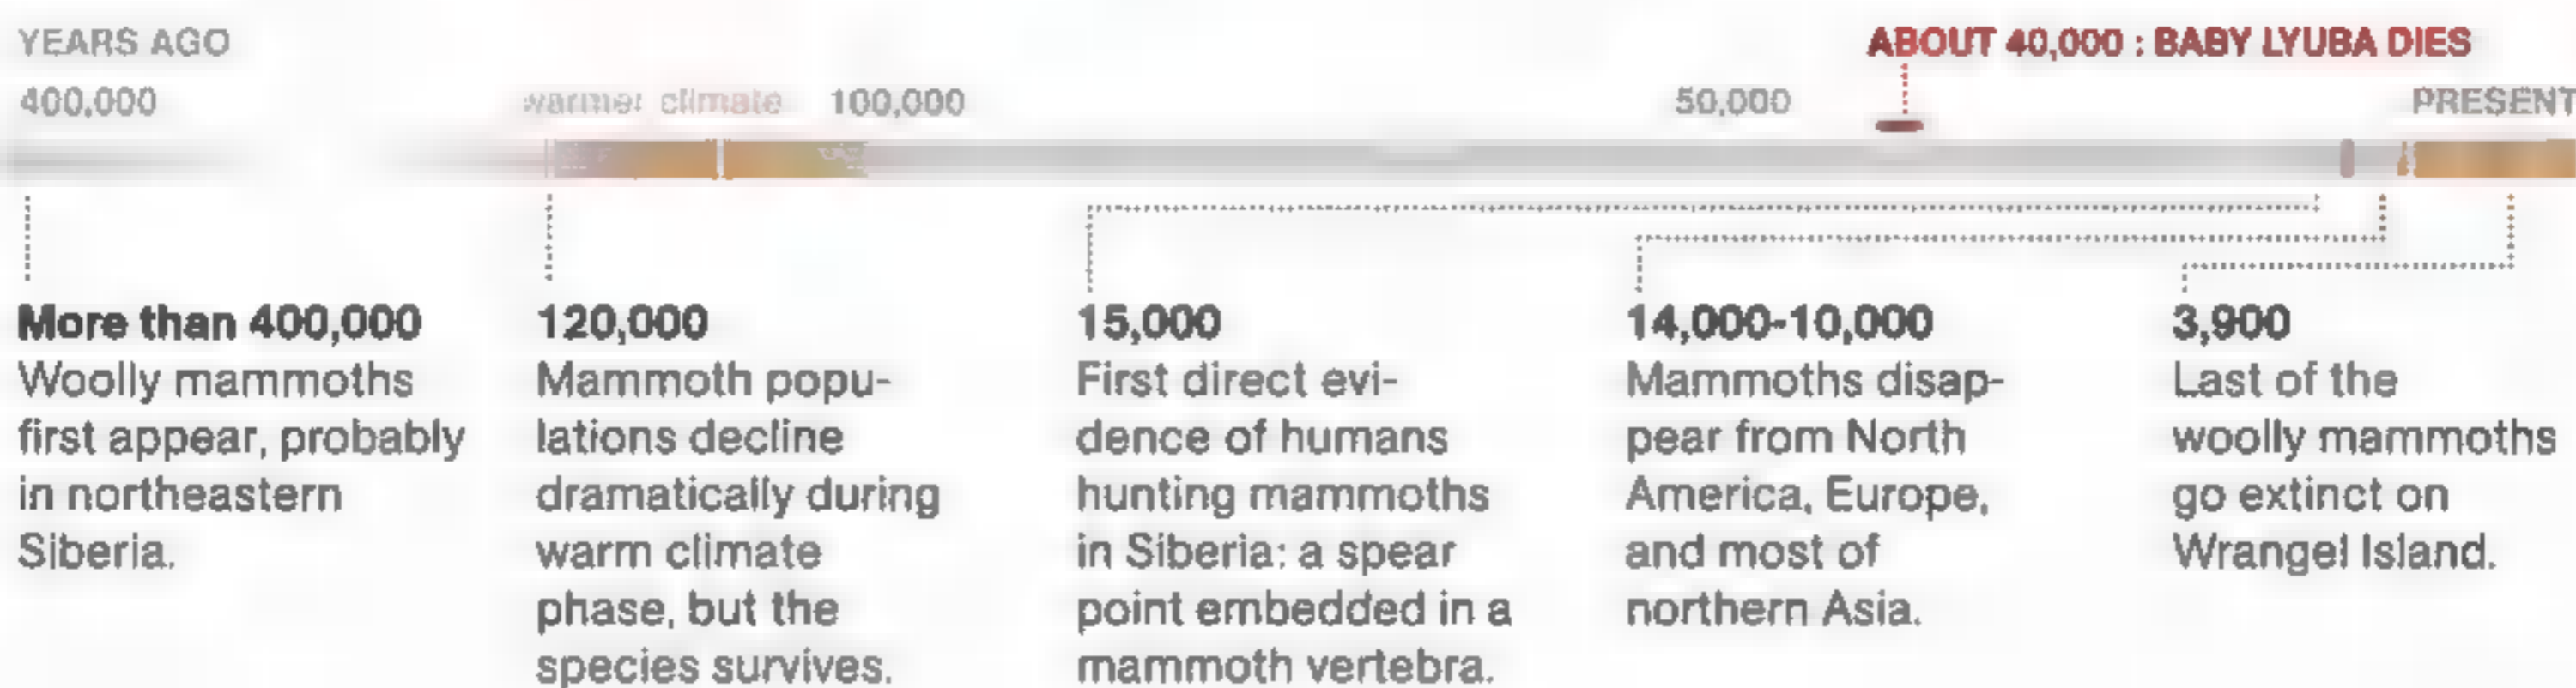 YEARS AGO
ABOUT 40,000 : BABY LYUBA DIES
400,000
warmer climate
100,000
50,000
PRESENT
More than 400,000
Woolly mammoths
first appear, probably
in northeastern
Siberia.
120,000
Mammoth popu-
lations decline
dramatically during
warm climate
phase, but the
species survives.
15,000
First direct evi-
dence of humans
hunting mammoths
in Siberia: a spear
point embedded in a
mammoth vertebra.
14,000-10,000
Mammoths disap-
pear from North
America, Europe,
and most of
northern Asia.
3,900
Last of the
woolly mammoths
go extinct on
Wrangel Island.